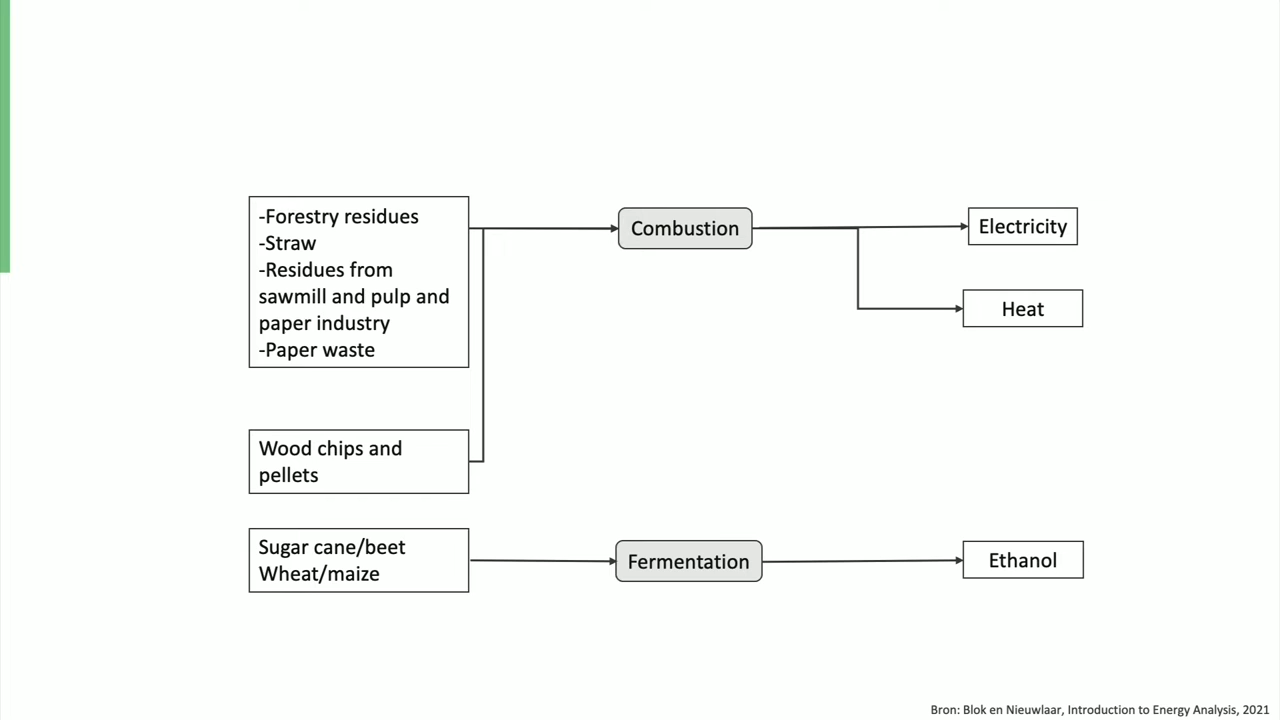 -Forestry residues
-Straw
-Residues from
sawmill and pulp and
paper industry
-Paper waste
Combustion
Electricity
Heat
Wood chips and
pellets
Sugar cane/beet
Wheat/maize
Fermentation
Ethanol
Bron: Blok en Nieuwlaar, Introduction to Energy Analysis, 2021